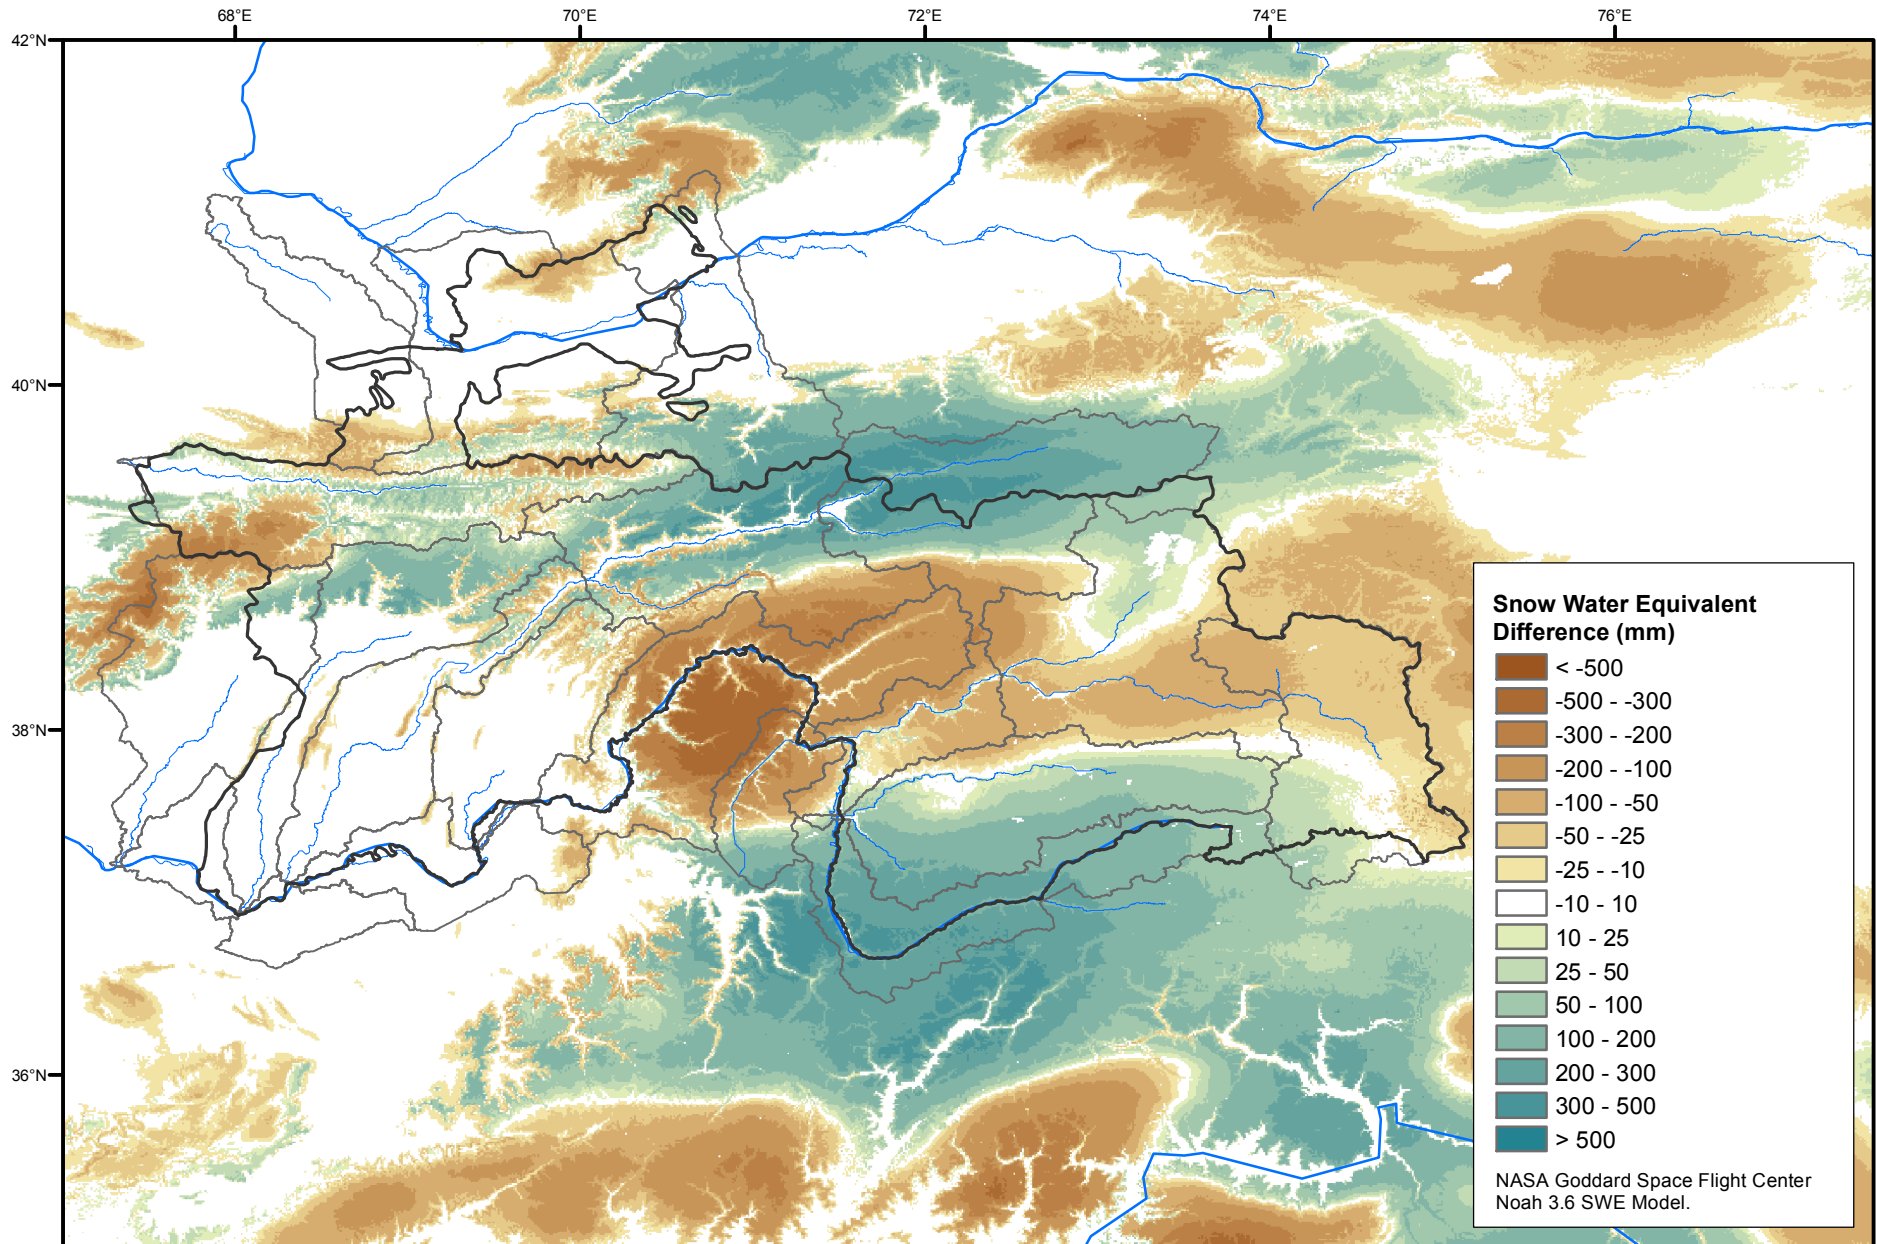 68°E 70°E 72°E 74°E 76°E
42°N
40°N
38°N
36°N
Snow Water Equivalent
Difference (mm)
< -500
-500 - -300
-300 - -200
-200 - -100
-100 - -50
-50 - -25
-25 - -10
-10 - 10
10 - 25
25 - 50
50 - 100
100 - 200
200 - 300
300 - 500
> 500
NASA Goddard Space Flight Center
Noah 3.6 SWE Model.